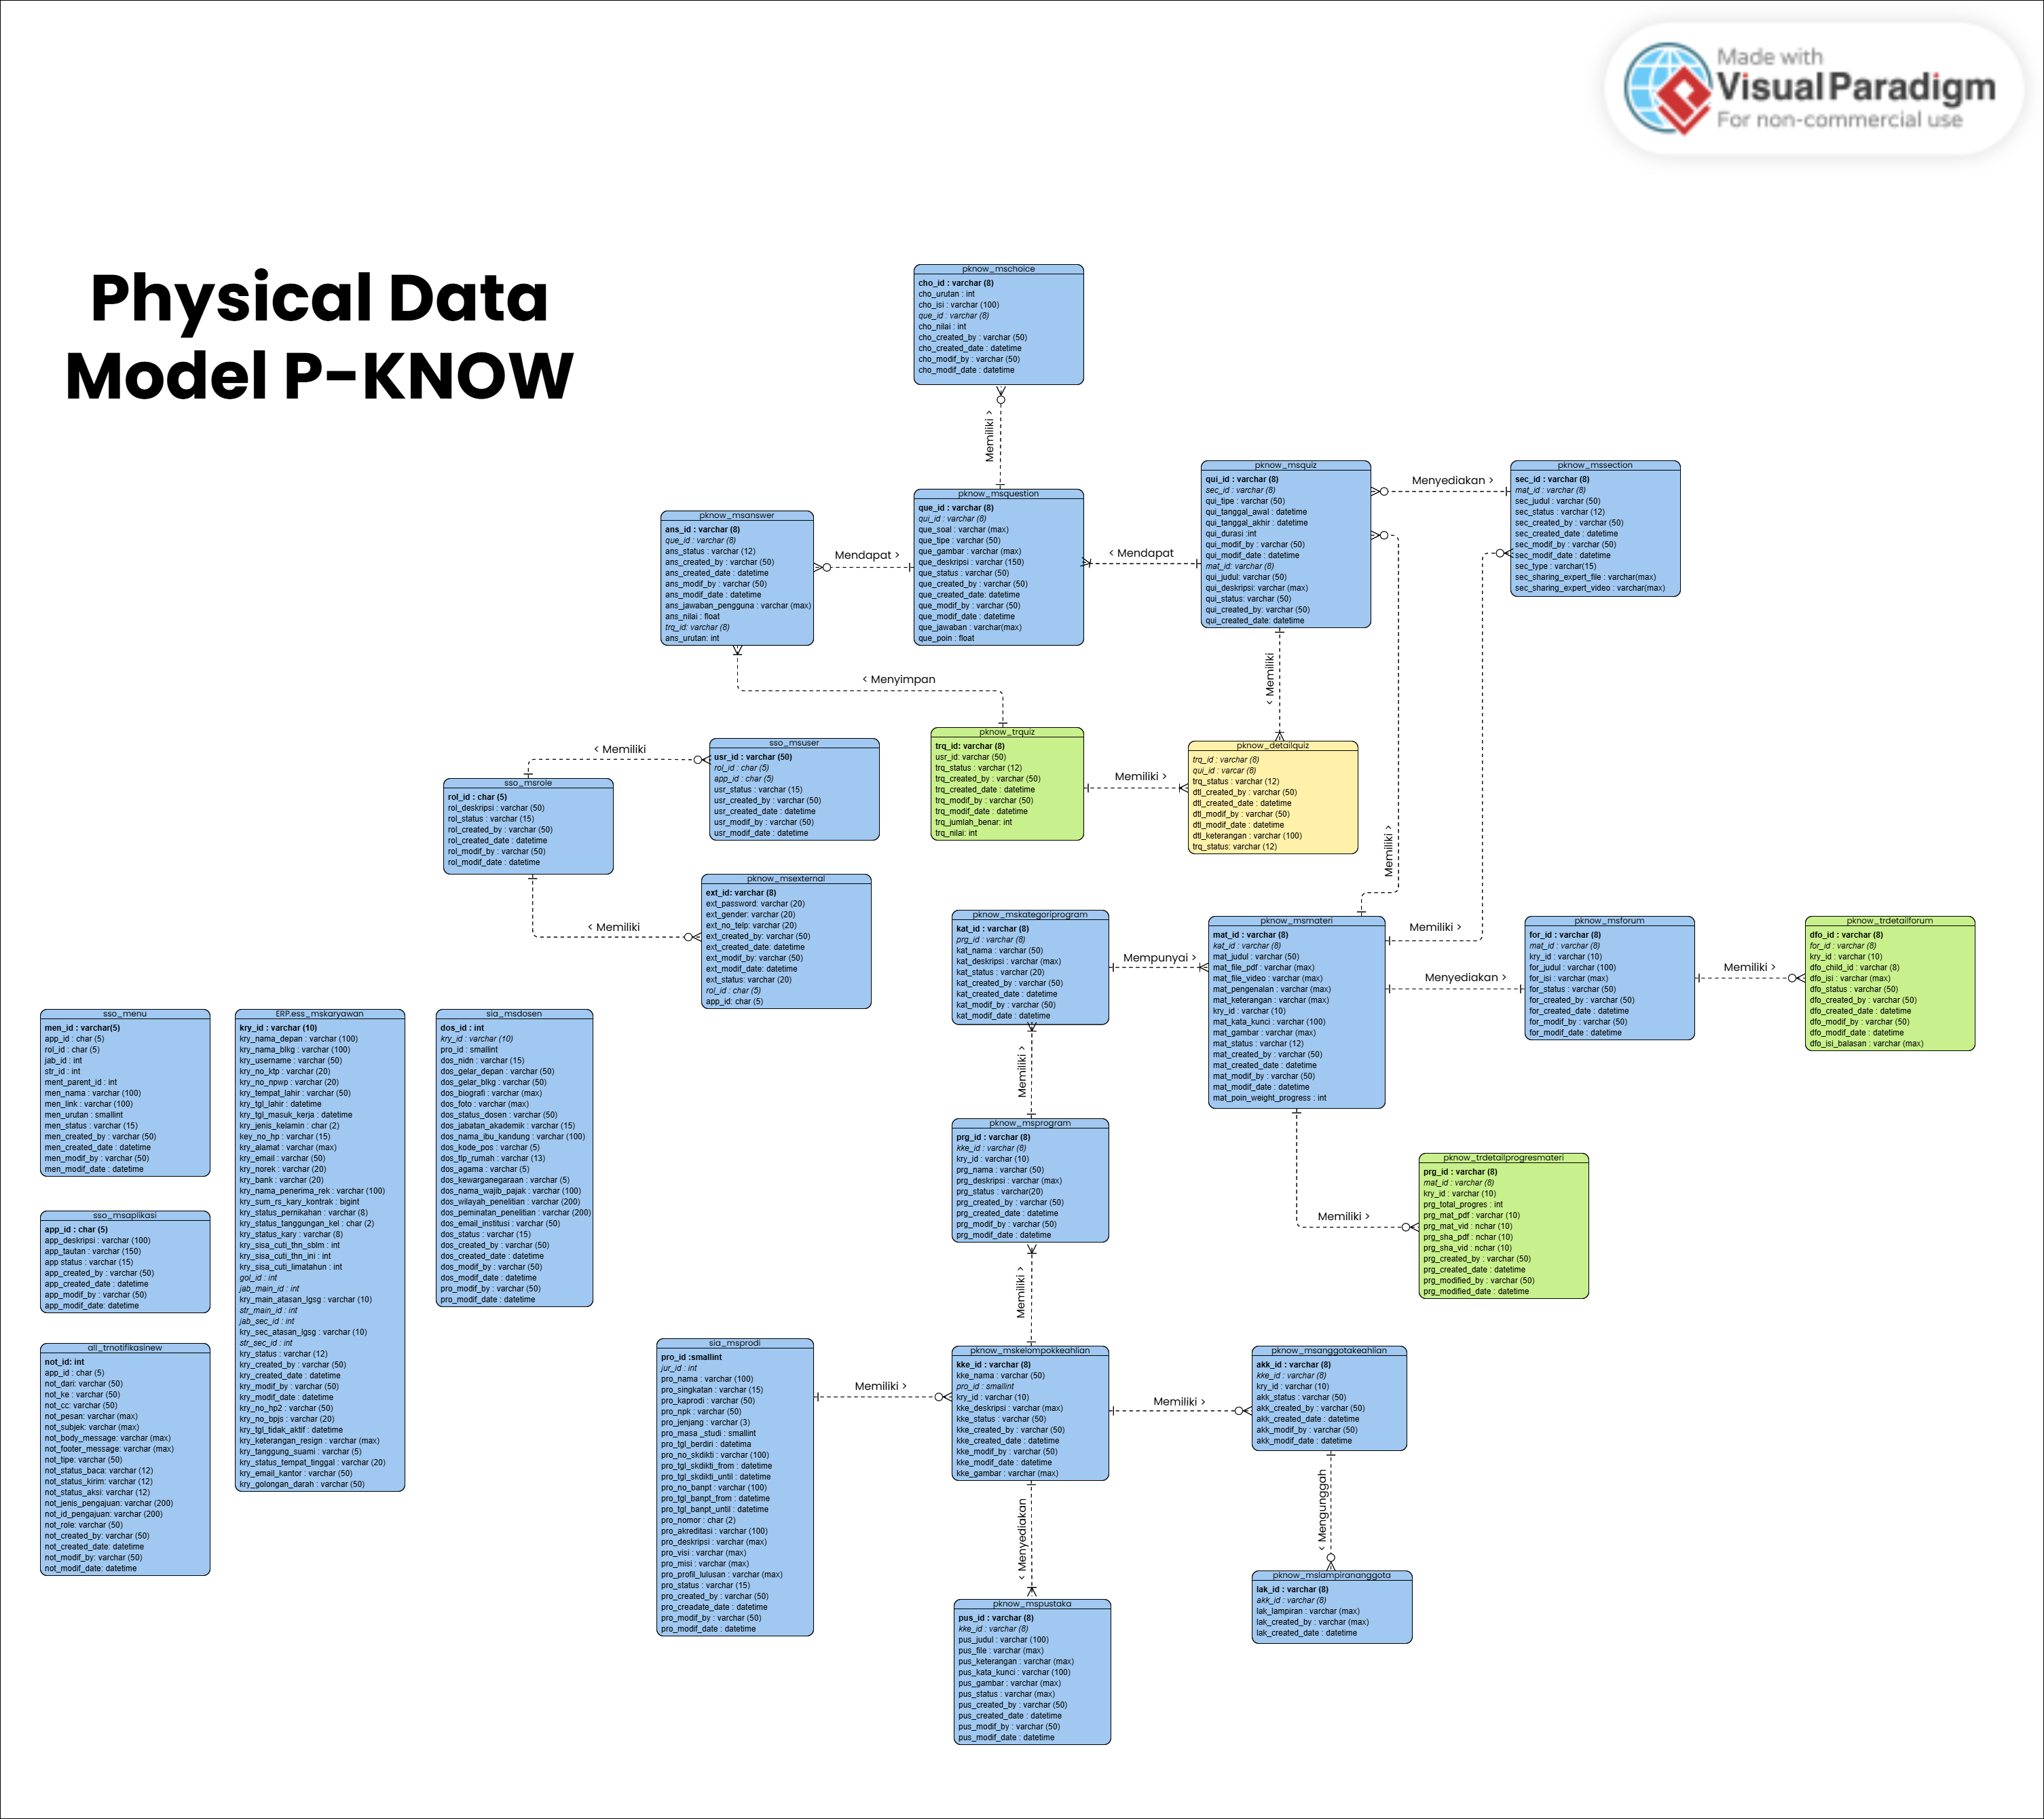 Made with
Visual Paradigm
For non-commercial use
Physical Data
Model P-KNOW
pknow_mschoice
cho_id : varchar (8)
cho_urutan : int
cho_isi : varchar (100)
que_id : varchar (8)
cho_nilai : int
cho_created_by : varchar (50)
cho_created_date : datetime
cho_modif_by : varchar (50)
cho_modif_date : datetime
Memiliki >
pknow_msanswer
ans_id : varchar (8)
que_id : varchar (8)
ans_status : varchar (12)
ans_created_by : varchar (50)
ans_created_date : datetime
ans_modif_by : varchar (50)
ans_modif_date : datetime
ans_jawaban_pengguna : varchar (max)
ans_nilai : float
trq_id: varchar (8)
ans_urutan: int
Mendapat >
pknow_msquestion
que_id : varchar (8)
qui_id : varchar (8)
que_soal : varchar (max)
que_tipe : varchar (50)
que_gambar : varchar (max)
que_deskripsi : varchar (150)
que_status : varchar (50)
que_created_by : varchar (50)
que_created_date: datetime
que_modif_by : varchar (50)
que_modif_date : datetime
que_jawaban : varchar(max)
que_poin : float
< Mendapat
pknow_msquiz
qui_id : varchar (8)
sec_id : varchar (8)
qui_tipe : varchar (50)
qui_tanggal_awal : datetime
qui_tanggal_akhir : datetime
qui_durasi :int
qui_modif_by : varchar (50)
qui_modif_date : datetime
mat_id: varchar (8)
qui_judul: varchar (50)
qui_deskripsi: varchar (max)
qui_status: varchar (50)
qui_created_by: varchar (50)
qui_created_date: datetime
Menyediakan >
pknow_mssection
sec_id : varchar (8)
mat_id : varchar (8)
sec_judul : varchar (50)
sec_status : varchar (12)
sec_created_by : varchar (50)
sec_created_date : datetime
sec_modif_by : varchar (50)
sec_modif_date : datetime
sec_type : varchar(15)
sec_sharing_expert_file : varchar(max)
sec_sharing_expert_video : varchar(max)
< Menyimpan
< Memiliki
Memiliki >
< Memiliki
sso_msrole
rol_id : char (5)
rol_deskripsi : varchar (50)
rol_status : varchar (15)
rol_created_by : varchar (50)
rol_created_date : datetime
rol_modif_by : varchar (50)
rol_modif_date : datetime
sso_msuser
usr_id : varchar (50)
rol_id : char (5)
app_id : char (5)
usr_status : varchar (15)
usr_created_by : varchar (50)
usr_created_date : datetime
usr_modif_by : varchar (50)
usr_modif_date : datetime
pknow_trquiz
trq_id: varchar (8)
usr_id: varchar (50)
trq_status : varchar (12)
trq_created_by : varchar (50)
trq_created_date : datetime
trq_modif_by : varchar (50)
trq_modif_date : datetime
trq_jumlah_benar: int
trq_nilai: int
Memiliki >
pknow_detailquiz
trq_id : varchar (8)
qui_id : varcar (8)
trq_status : varchar (12)
dtl_created_by : varchar (50)
dtl_created_date : datetime
dtl_modif_by : varchar (50)
dtl_modif_date : datetime
dtl_keterangan : varchar (100)
trq_status: varchar (12)
< Memiliki
pknow_msexternal
ext_id: varchar (8)
ext_password: varchar (20)
ext_gender: varchar (20)
ext_no_telp: varchar (20)
ext_created_by: varchar (50)
ext_created_date: datetime
ext_modif_by: varchar (50)
ext_modif_date: datetime
ext_status: varchar (20)
rol_id : char (5)
app_id: char (5)
pknow_mskategoriprogram
kat_id : varchar (8)
prg_id : varchar (8)
kat_nama : varchar (50)
kat_deskripsi : varchar (max)
kat_status : varchar (20)
kat_created_by : varchar (50)
kat_created_date : datetime
kat_modif_by : varchar (50)
kat_modif_date : datetime
Mempunyai >
pknow_msmateri
mat_id : varchar (8)
kat_id : varchar (8)
mat_judul : varchar (50)
mat_file_pdf : varchar (max)
mat_file_video : varchar (max)
mat_pengenalan : varchar (max)
mat_keterangan : varchar (max)
kry_id : varchar (10)
mat_kata_kunci : varchar (100)
mat_gambar : varchar (max)
mat_status : varchar (12)
mat_created_by : varchar (50)
mat_created_date : datetime
mat_modif_by : varchar (50)
mat_modif_date : datetime
mat_poin_weight_progress : int
Memiliki >
Menyediakan >
pknow_msforum
for_id : varchar (8)
mat_id : varchar (8)
kry_id : varchar (10)
for_judul : varchar (100)
for_isi : varchar (max)
for_status : varchar (50)
for_created_by : varchar (50)
for_created_date : datetime
for_modif_by : varchar (50)
for_modif_date : datetime
Memiliki >
pknow_trdetailforum
dfo_id : varchar (8)
for_id : varchar (8)
kry_id : varchar (10)
dfo_child_id : varchar (8)
dfo_isi : varchar (max)
dfo_status : varchar (50)
dfo_created_by : varchar (50)
dfo_created_date : datetime
dfo_modif_by : varchar (50)
dfo_modif_date : datetime
dfo_isi_balasan : varchar (max)
sso_menu
men_id : varchar(5)
app_id : char (5)
rol_id : char (5)
jab_id : int
str_id : int
ment_parent_id : int
men_nama : varchar (100)
men_link : varchar (100)
men_urutan : smallint
men_status : varchar (15)
men_created_by : varchar (50)
men_created_date : datetime
men_modif_by : varchar (50)
men_modif_date : datetime
ERP.ess_mskaryawan
kry_id : varchar (10)
kry_nama_depan : varchar (100)
kry_nama_blkg : varchar (100)
kry_username : varchar (50)
kry_no_ktp : varchar (20)
kry_no_npwp : varchar (20)
kry_tempat_lahir : varchar (50)
kry_tgl_lahir : datetime
kry_tgl_masuk_kerja : datetime
kry_jenis_kelamin : char (2)
key_no_hp : varchar (15)
kry_alamat : varchar (max)
kry_email : varchar (50)
kry_norek : varchar (20)
kry_bank : varchar (20)
kry_nama_penerima_rek : varchar (100)
kry_sum_rs_kary_kontrak : bigint
kry_status_pernikahan : varchar (8)
kry_status_tanggungan_kel : char (2)
kry_status_kary : varchar (8)
kry_sisa_cuti_thn_sblm : int
kry_sisa_cuti_thn_ini : int
kry_sisa_cuti_limatahun : int
gol_id : int
jab_main_id : int
kry_main_atasan_lgsg : varchar (10)
str_main_id : int
jab_sec_id : int
kry_sec_atasan_lgsg : varchar (10)
str_sec_id : int
kry_status : varchar (12)
kry_created_by : varchar (50)
kry_created_date : datetime
kry_modif_by : varchar (50)
kry_modif_date : datetime
kry_no_hp2 : varchar (50)
kry_no_bpjs : varchar (20)
kry_tgl_tidak_aktif : datetime
kry_keterangan_resign : varchar (max)
kry_tanggung_suami : varchar (5)
kry_status_tempat_tinggal : varchar (20)
kry_email_kantor : varchar (50)
kry_golongan_darah : varchar (50)
sia_msdosen
dos_id : int
kry_id : varchar (10)
pro_id : smallint
dos_nidn : varchar (15)
dos_gelar_depan : varchar (50)
dos_gelar_blkg : varchar (50)
dos_biografi : varchar (max)
dos_foto : varchar (max)
dos_status_dosen : varchar (50)
dos_jabatan_akademik : varchar (15)
dos_nama_ibu_kandung : varchar (100)
dos_kode_pos : varchar (5)
dos_tlp_rumah : varchar (13)
dos_agama : varchar (5)
dos_kewarganegaraan : varchar (5)
dos_nama_wajib_pajak : varchar (100)
dos_wilayah_penelitian : varchar (200)
dos_peminatan_penelitian : varchar (200)
dos_email_institusi : varchar (50)
dos_status : varchar (15)
dos_created_by : varchar (50)
dos_created_date : datetime
dos_modif_by : varchar (50)
dos_modif_date : datetime
pro_modif_by : varchar (50)
pro_modif_date : datetime
Memiliki >
pknow_msprogram
prg_id : varchar (8)
kke_id : varchar (8)
kry_id : varchar (10)
prg_nama : varchar (50)
prg_deskripsi : varchar (max)
prg_status : varchar(20)
prg_created_by : varchar (50)
prg_created_date : datetime
prg_modif_by : varchar (50)
prg_modif_date : datetime
Memiliki >
pknow_trdetailprogresmateri
prg_id : varchar (8)
mat_id : varchar (8)
kry_id : varchar (10)
prg_total_progres : int
prg_mat_pdf : varchar (10)
prg_mat_vid : nchar (10)
prg_sha_pdf : nchar (10)
prg_sha_vid : nchar (10)
prg_created_by : varchar (50)
prg_created_date : datetime
prg_modified_by : varchar (50)
prg_modified_date : datetime
Memiliki >
sso_msaplikasi
app_id : char (5)
app_deskripsi : varchar (100)
app_tautan : varchar (150)
app status : varchar (15)
app_created_by : varchar (50)
app_created_date : datetime
app_modif_by : varchar (50)
app_modif_date: datetime
all_trnotifikasinew
not_id: int
app_id : char (5)
not_dari: varchar (50)
not_ke : varchar (50)
not_cc: varchar (50)
not_pesan: varchar (max)
not_subjek: varchar (max)
not_body_message: varchar (max)
not_footer_message: varchar (max)
not_tipe: varchar (50)
not_status_baca: varchar (12)
not_status_kirim: varchar (12)
not_status_aksi: varchar (12)
not_jenis_pengajuan: varchar (200)
not_id_pengajuan: varchar (200)
not_role: varchar (50)
not_created_by: varchar (50)
not_created_date: datetime
not_modif_by: varchar (50)
not_modif_date: datetime
sia_msprodi
pro_id :smallint
jur_id : int
pro_nama : varchar (100)
pro_singkatan : varchar (15)
pro_kaprodi : varchar (50)
pro_npk : varchar (50)
pro_jenjang : varchar (3)
pro_masa _studi : smallint
pro_tgl_berdiri : datetima
pro_no_skdikti : varchar (100)
pro_tgl_skdikti_from : datetime
pro_tgl_skdikti_until : datetime
pro_no_banpt : varchar (100)
pro_tgl_banpt_from : datetime
pro_tgl_banpt_until : datetime
pro_nomor : char (2)
pro_akreditasi : varchar (100)
pro_deskripsi : varchar (max)
pro_visi : varchar (max)
pro_misi : varchar (max)
pro_profil_lulusan : varchar (max)
pro_status : varchar (15)
pro_created_by : varchar (50)
pro_creadate_date : datetime
pro_modif_by : varchar (50)
pro_modif_date : datetime
Memiliki >
pknow_mskelompokkeahlian
kke_id : varchar (8)
kke_nama : varchar (50)
pro_id : smallint
kry_id : varchar (10)
kke_deskripsi : varchar (max)
kke_status : varchar (50)
kke_created_by : varchar (50)
kke_created_date : datetime
kke_modif_by : varchar (50)
kke_modif_date : datetime
kke_gambar : varchar (max)
Memiliki >
pknow_msanggotakeahlian
akk_id : varchar (8)
kke_id : varchar (8)
kry_id : varchar (10)
akk_status : varchar (50)
akk_created_by : varchar (50)
akk_created_date : datetime
akk_modif_by : varchar (50)
akk_modif_date : datetime
< Menyediakan
< Mengunggah
pknow_mspustaka
pus_id : varchar (8)
kke_id : varchar (8)
pus_judul : varchar (100)
pus_file : varchar (max)
pus_keterangan : varchar (max)
pus_kata_kunci : varchar (100)
pus_gambar : varchar (max)
pus_status : varchar (max)
pus_created_by : varchar (50)
pus_created_date : datetime
pus_modif_by : varchar (50)
pus_modif_date : datetime
pknow_mslampirananggota
lak_id : varchar (8)
akk_id : varchar (8)
lak_lampiran : varchar (max)
lak_created_by : varchar (max)
lak_created_date : datetime